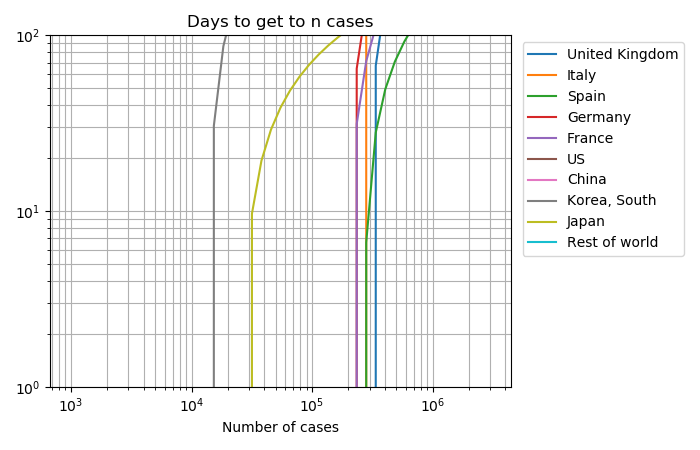 Days to get to n cases
10²
10¹
10⁰
10³
10⁴
10⁵
10⁶
Number of cases
United Kingdom
Italy
Spain
Germany
France
US
China
Korea, South
Japan
Rest of world